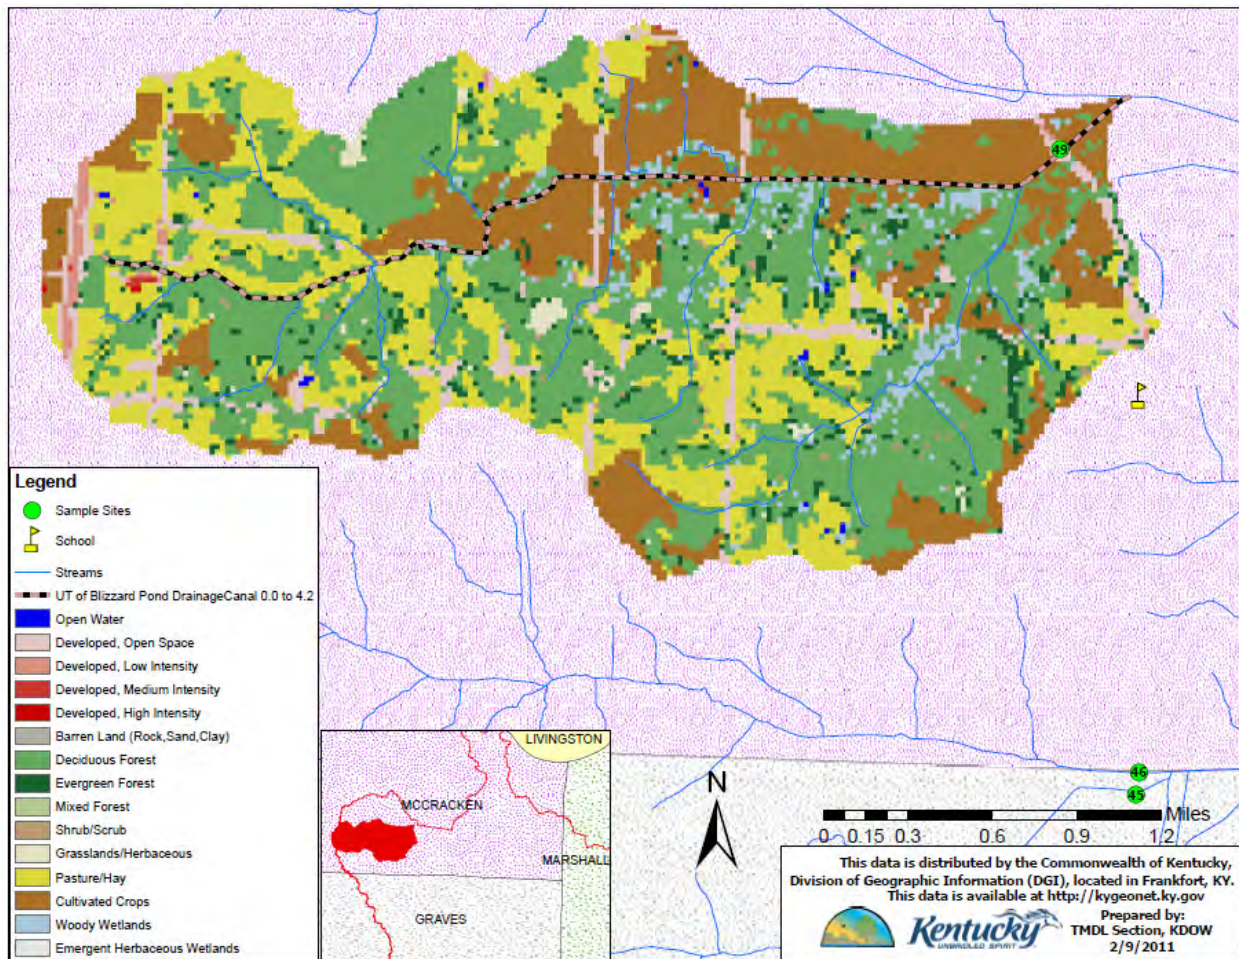 49
Legend
Sample Sites
School
Streams
UT of Blizzard Pond DrainageCanal 0.0 to 4.2
Open Water
Developed, Open Space
Developed, Low Intensity
Developed, Medium Intensity
Developed, High Intensity
Barren Land (Rock,Sand,Clay)
Deciduous Forest
Evergreen Forest
Mixed Forest
Shrub/Scrub
Grasslands/Herbaceous
Pasture/Hay
Cultivated Crops
Woody Wetlands
Emergent Herbaceous Wetlands
LIVINGSTON
MCCRACKEN
MARSHALL
GRAVES
N
46
45
Miles
0 0.15 0.3 0.6 0.9 1.2
This data is distributed by the Commonwealth of Kentucky,
Division of Geographic Information (DGI), located in Frankfort, KY.
This data is available at http://kygeonet.ky.gov
Kentucky
UNBRIDLED SPIRIT
Prepared by:
TMDL Section, KDOW
2/9/2011